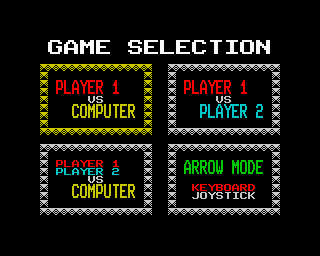 GAME SELECTION
PLAYER 1
VS
COMPUTER
PLAYER 1
VS
PLAYER 2
PLAYER 1
PLAYER 2
VS
COMPUTER
ARROW MODE
KEYBOARD
JOYSTICK